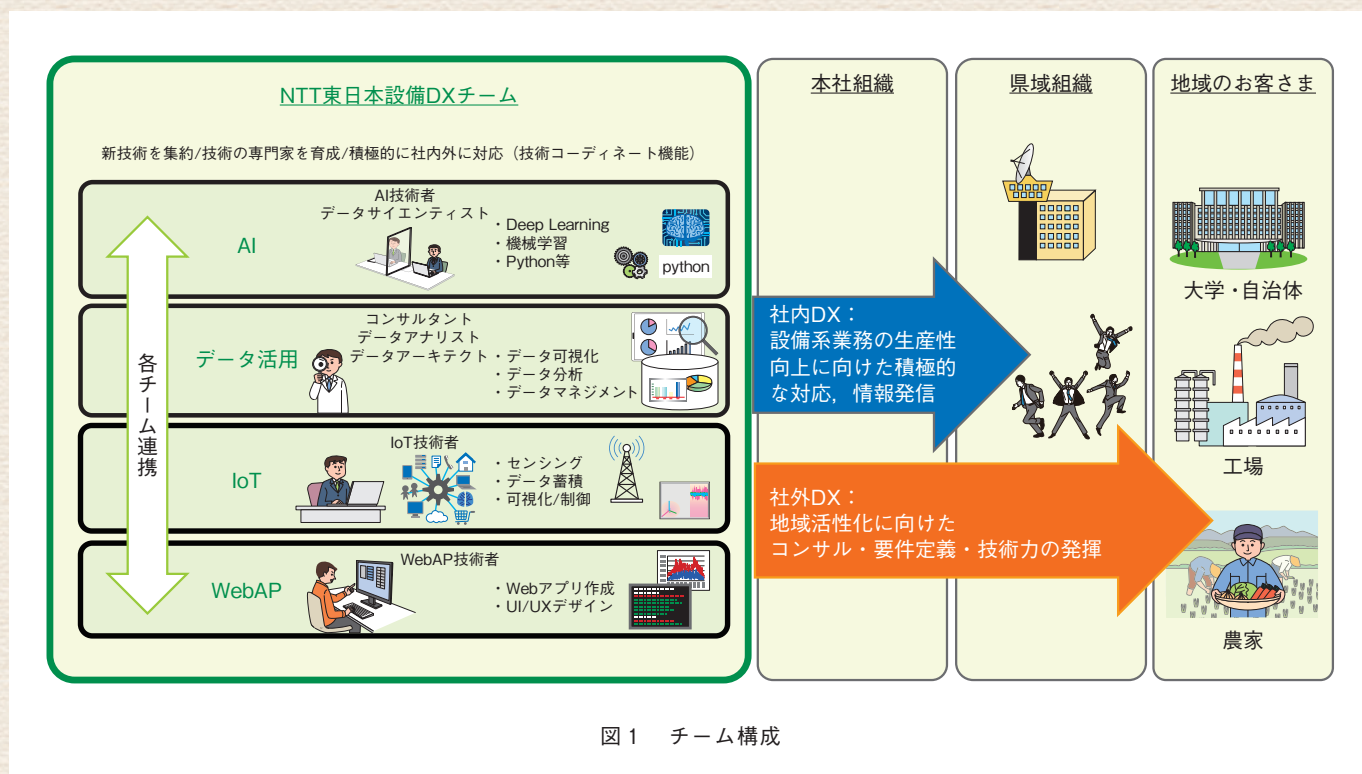 NTT東日本設備DXチーム
新技術を集約/技術の専門家を育成/積極的に社内外に対応（技術コーディネート機能）
各チーム連携
AI
AI技術者
データサイエンティスト
・Deep Learning
・機械学習
・Python等
python
データ活用
コンサルタント
データアナリスト
データアーキテクト
・データ可視化
・データ分析
・データマネジメント
IoT
IoT技術者
・センシング
・データ蓄積
・可視化/制御
WebAP
WebAP技術者
・Webアプリ作成
・UI/UXデザイン
本社組織
県域組織
地域のお客さま
社内DX：
設備系業務の生産性
向上に向けた積極的
な対応，情報発信
社外DX：
地域活性化に向けた
コンサル・要件定義・技術力の発揮
大学・自治体
工場
農家
図1　チーム構成